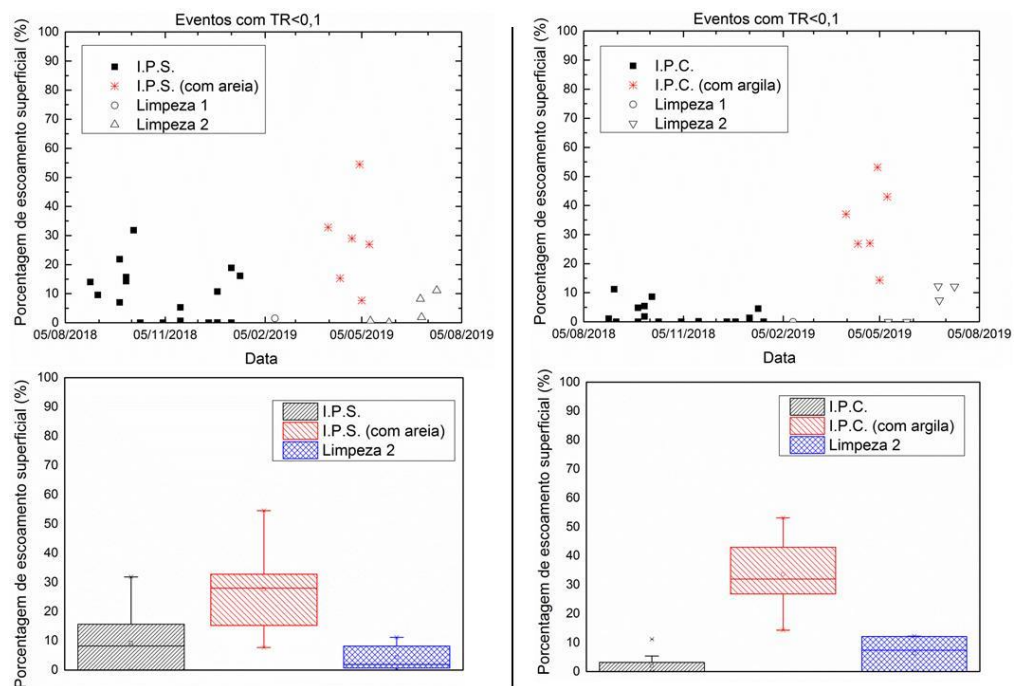 Eventos com TR<0,1
Porcentagem de escoamento superficial (%)
100
90
80
70
60
50
40
30
20
10
0
I.P.S.
I.P.S. (com areia)
Limpeza 1
Limpeza 2
05/08/2018
05/11/2018
05/02/2019
05/05/2019
05/08/2019
Data
Eventos com TR<0,1
Porcentagem de escoamento superficial (%)
100
90
80
70
60
50
40
30
20
10
0
I.P.C.
I.P.C. (com argila)
Limpeza 1
Limpeza 2
05/08/2018
05/11/2018
05/02/2019
05/05/2019
05/08/2019
Data
Porcentagem de escoamento superficial (%)
100
90
80
70
60
50
40
30
20
10
0
I.P.S.
I.P.S. (com areia)
Limpeza 2
Porcentagem de escoamento superficial (%)
100
90
80
70
60
50
40
30
20
10
0
I.P.C.
I.P.C. (com argila)
Limpeza 2